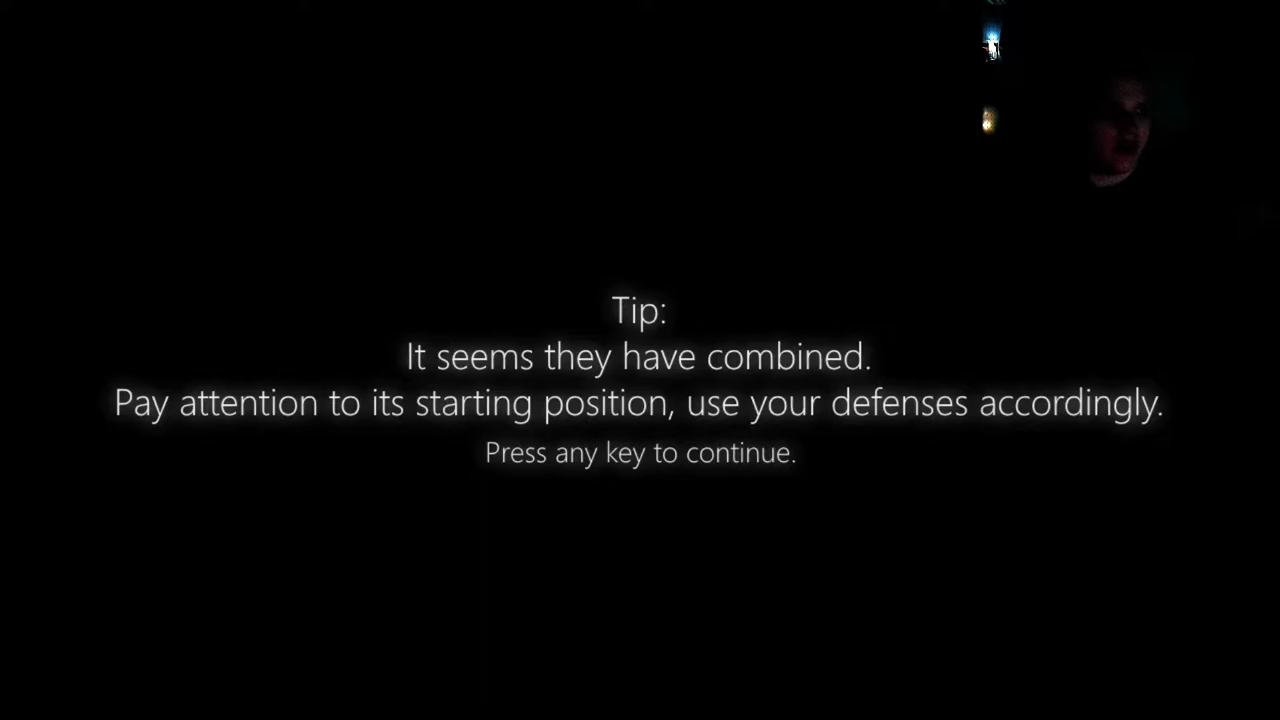 Tip:
It seems they have combined.
Pay attention to its starting position, use your defenses accordingly.
Press any key to continue.